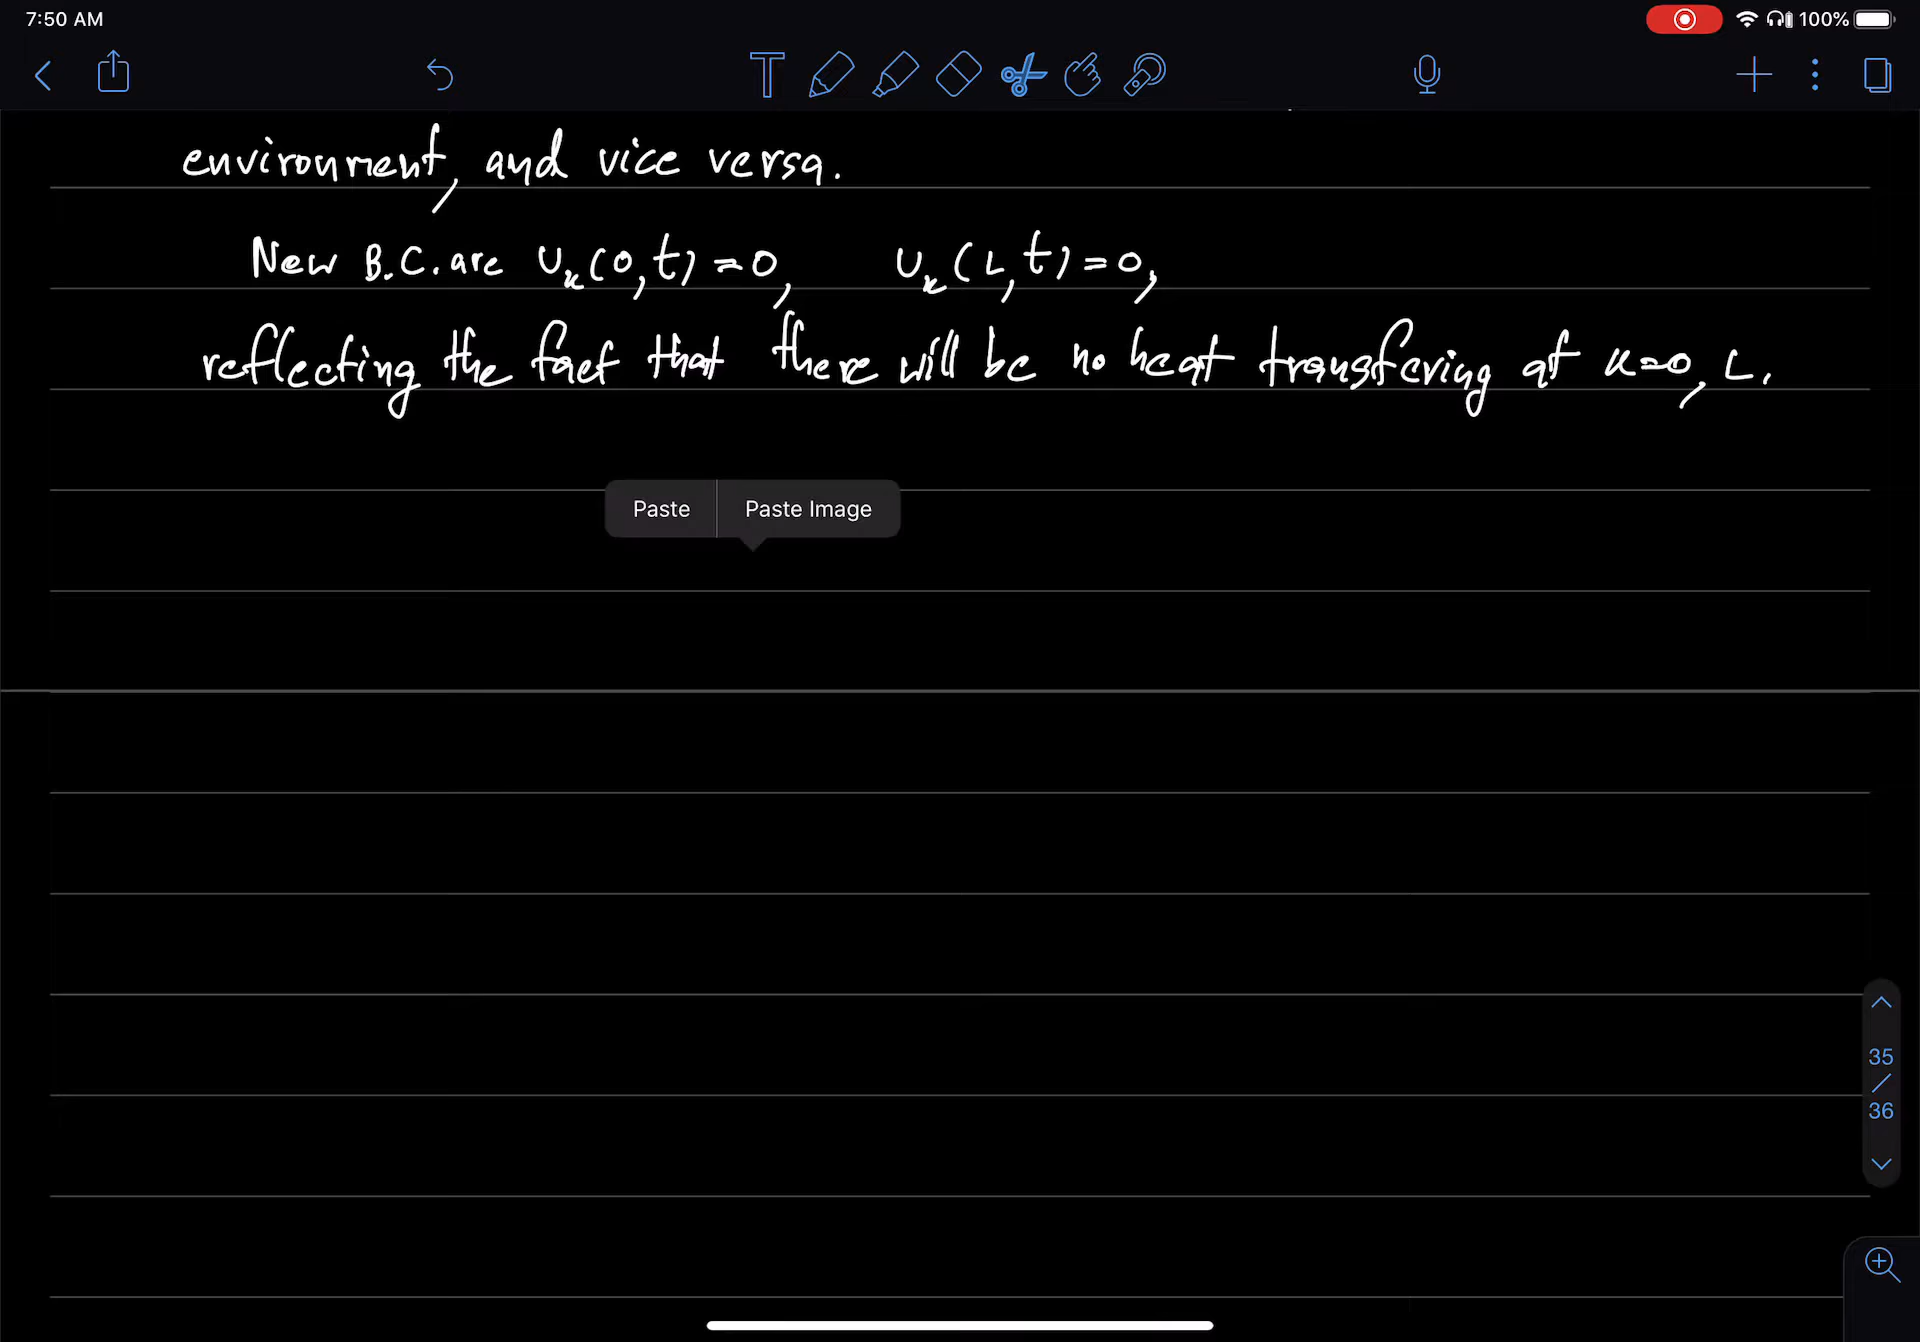 7:50 AM
100%
environment, and vice versa.
New B.C. are Ux(0,t)=0, Ux(L,t)=0,
reflecting the fact that there will be no heat transfering at x=0, L.
Paste
Paste Image
35
/
36